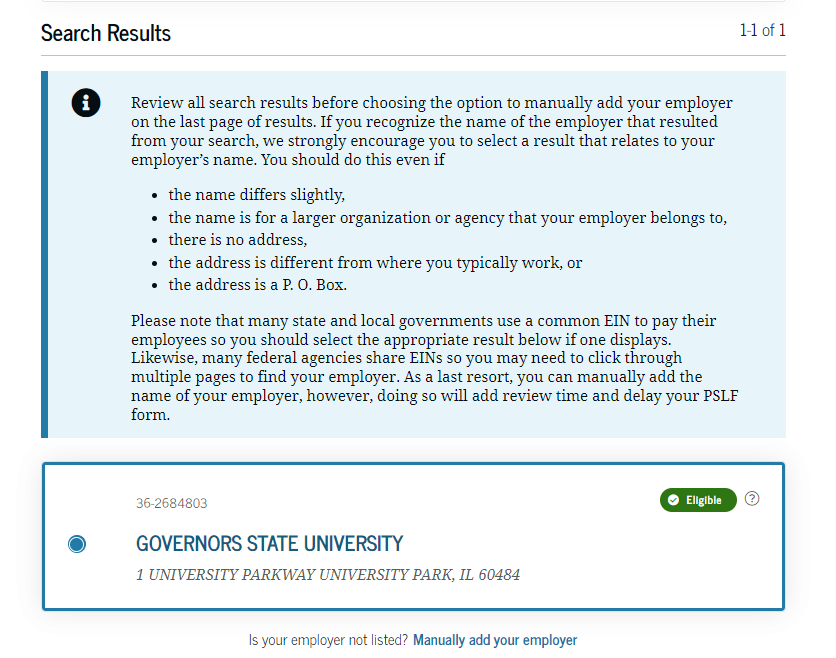 Search Results
1-1 of 1
Review all search results before choosing the option to manually add your employer
on the last page of results. If you recognize the name of the employer that resulted
from your search, we strongly encourage you to select a result that relates to your
employer’s name. You should do this even if
• the name differs slightly,
• the name is for a larger organization or agency that your employer belongs to,
• there is no address,
• the address is different from where you typically work, or
• the address is a P. O. Box.
Please note that many state and local governments use a common EIN to pay their
employees so you should select the appropriate result below if one displays.
Likewise, many federal agencies share EINs so you may need to click through
multiple pages to find your employer. As a last resort, you can manually add the
name of your employer, however, doing so will add review time and delay your PSLF
form.
36-2684803
Eligible
GOVERNORS STATE UNIVERSITY
1 UNIVERSITY PARKWAY UNIVERSITY PARK, IL 60484
Is your employer not listed? Manually add your employer